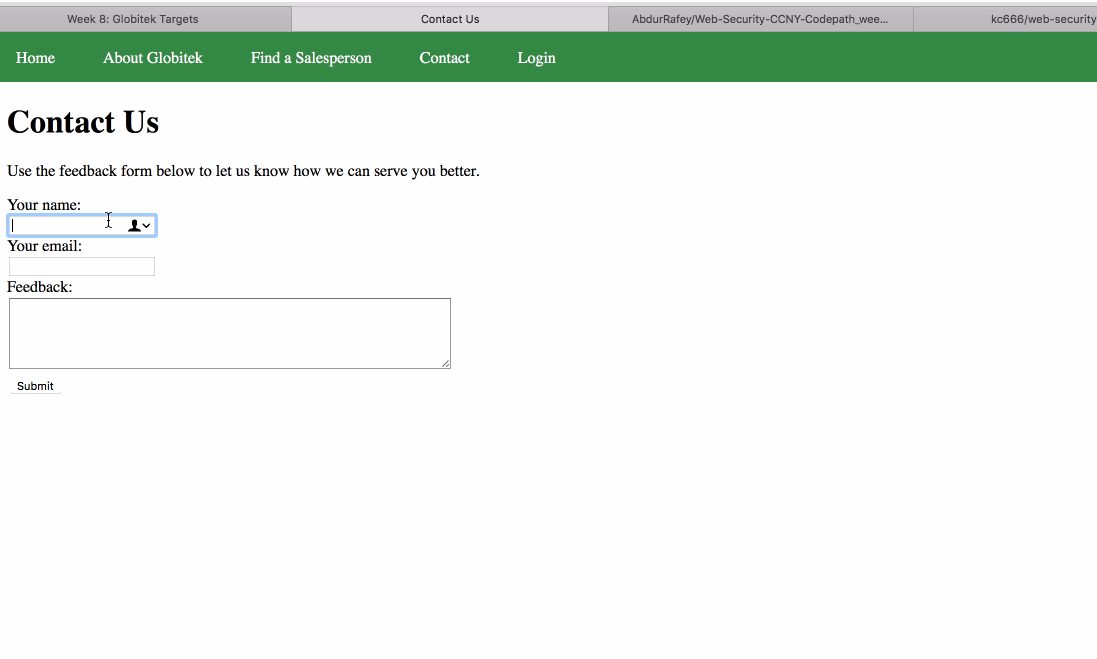 Week 8: Globitek Targets Contact Us AbdurRafey/Web-Security-CCNY-Codepath_wee... kc666/web-security
Home About Globitek Find a Salesperson Contact Login
Contact Us
Use the feedback form below to let us know how we can serve you better.
Your name:
Your email:
Feedback:
Submit